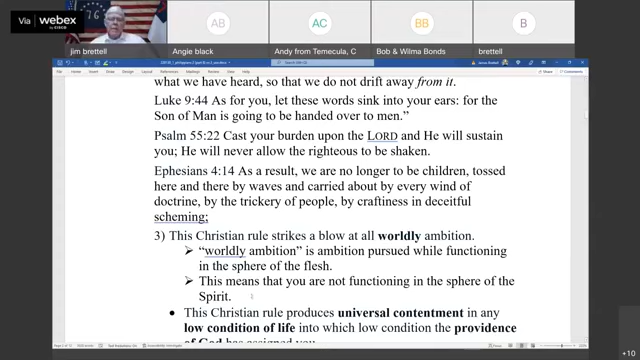 Via webex
by CISCO
AB
AC
BB
B
jim brettell
Angie black
Andy from Temecula, C
Bob & Wilma Bonds
brettell
what we have heard, so that we do not drift away from it.
Luke 9:44 As for you, let these words sink into your ears: for the
Son of Man is going to be handed over to men.”
Psalm 55:22 Cast your burden upon the LORD and He will sustain
you; He will never allow the righteous to be shaken.
Ephesians 4:14 As a result, we are no longer to be children, tossed
here and there by waves and carried about by every wind of
doctrine, by the trickery of people, by craftiness in deceitful
scheming;
3) This Christian rule strikes a blow at all worldly ambition.
➢ “worldly ambition” is ambition pursued while functioning
in the sphere of the flesh.
➢ This means that you are not functioning in the sphere of the
Spirit.
• This Christian rule produces universal contentment in any
low condition of life into which low condition the providence
of God has assigned you
+10